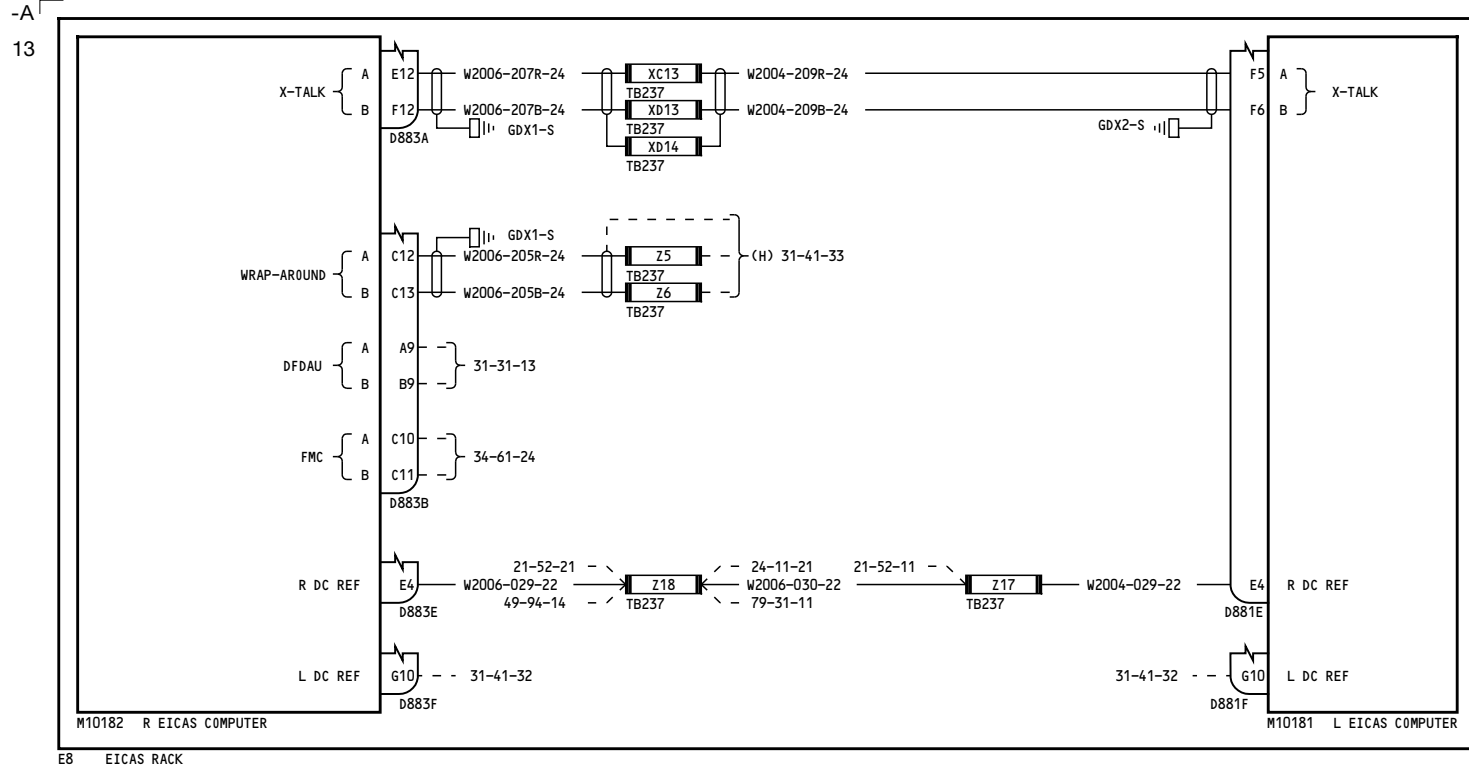 -A
13
X-TALK
A E12 W2006-207R-24 XC13 W2004-209R-24 F5 A
TB237
X-TALK
B F12 W2006-207B-24 XD13 W2004-209B-24 F6 B
TB237
D883A
GDX1-S
GDX2-S
XD14
TB237
GDX1-S
WRAP-AROUND
A C12 W2006-205R-24 Z5
(H) 31-41-33
TB237
B C13 W2006-205B-24 Z6
TB237
DFDAU
A A9
31-31-13
B B9
FMC
A C10
34-61-24
B C11
D883B
21-52-21
24-11-21
21-52-11
R DC REF E4 W2006-029-22 Z18 W2006-030-22 Z17 W2004-029-22 E4 R DC REF
49-94-14
TB237
79-31-11
TB237
D883E
D881E
L DC REF G10 31-41-32
31-41-32 G10 L DC REF
D883F
D881F
M10182 R EICAS COMPUTER
M10181 L EICAS COMPUTER
E8 EICAS RACK